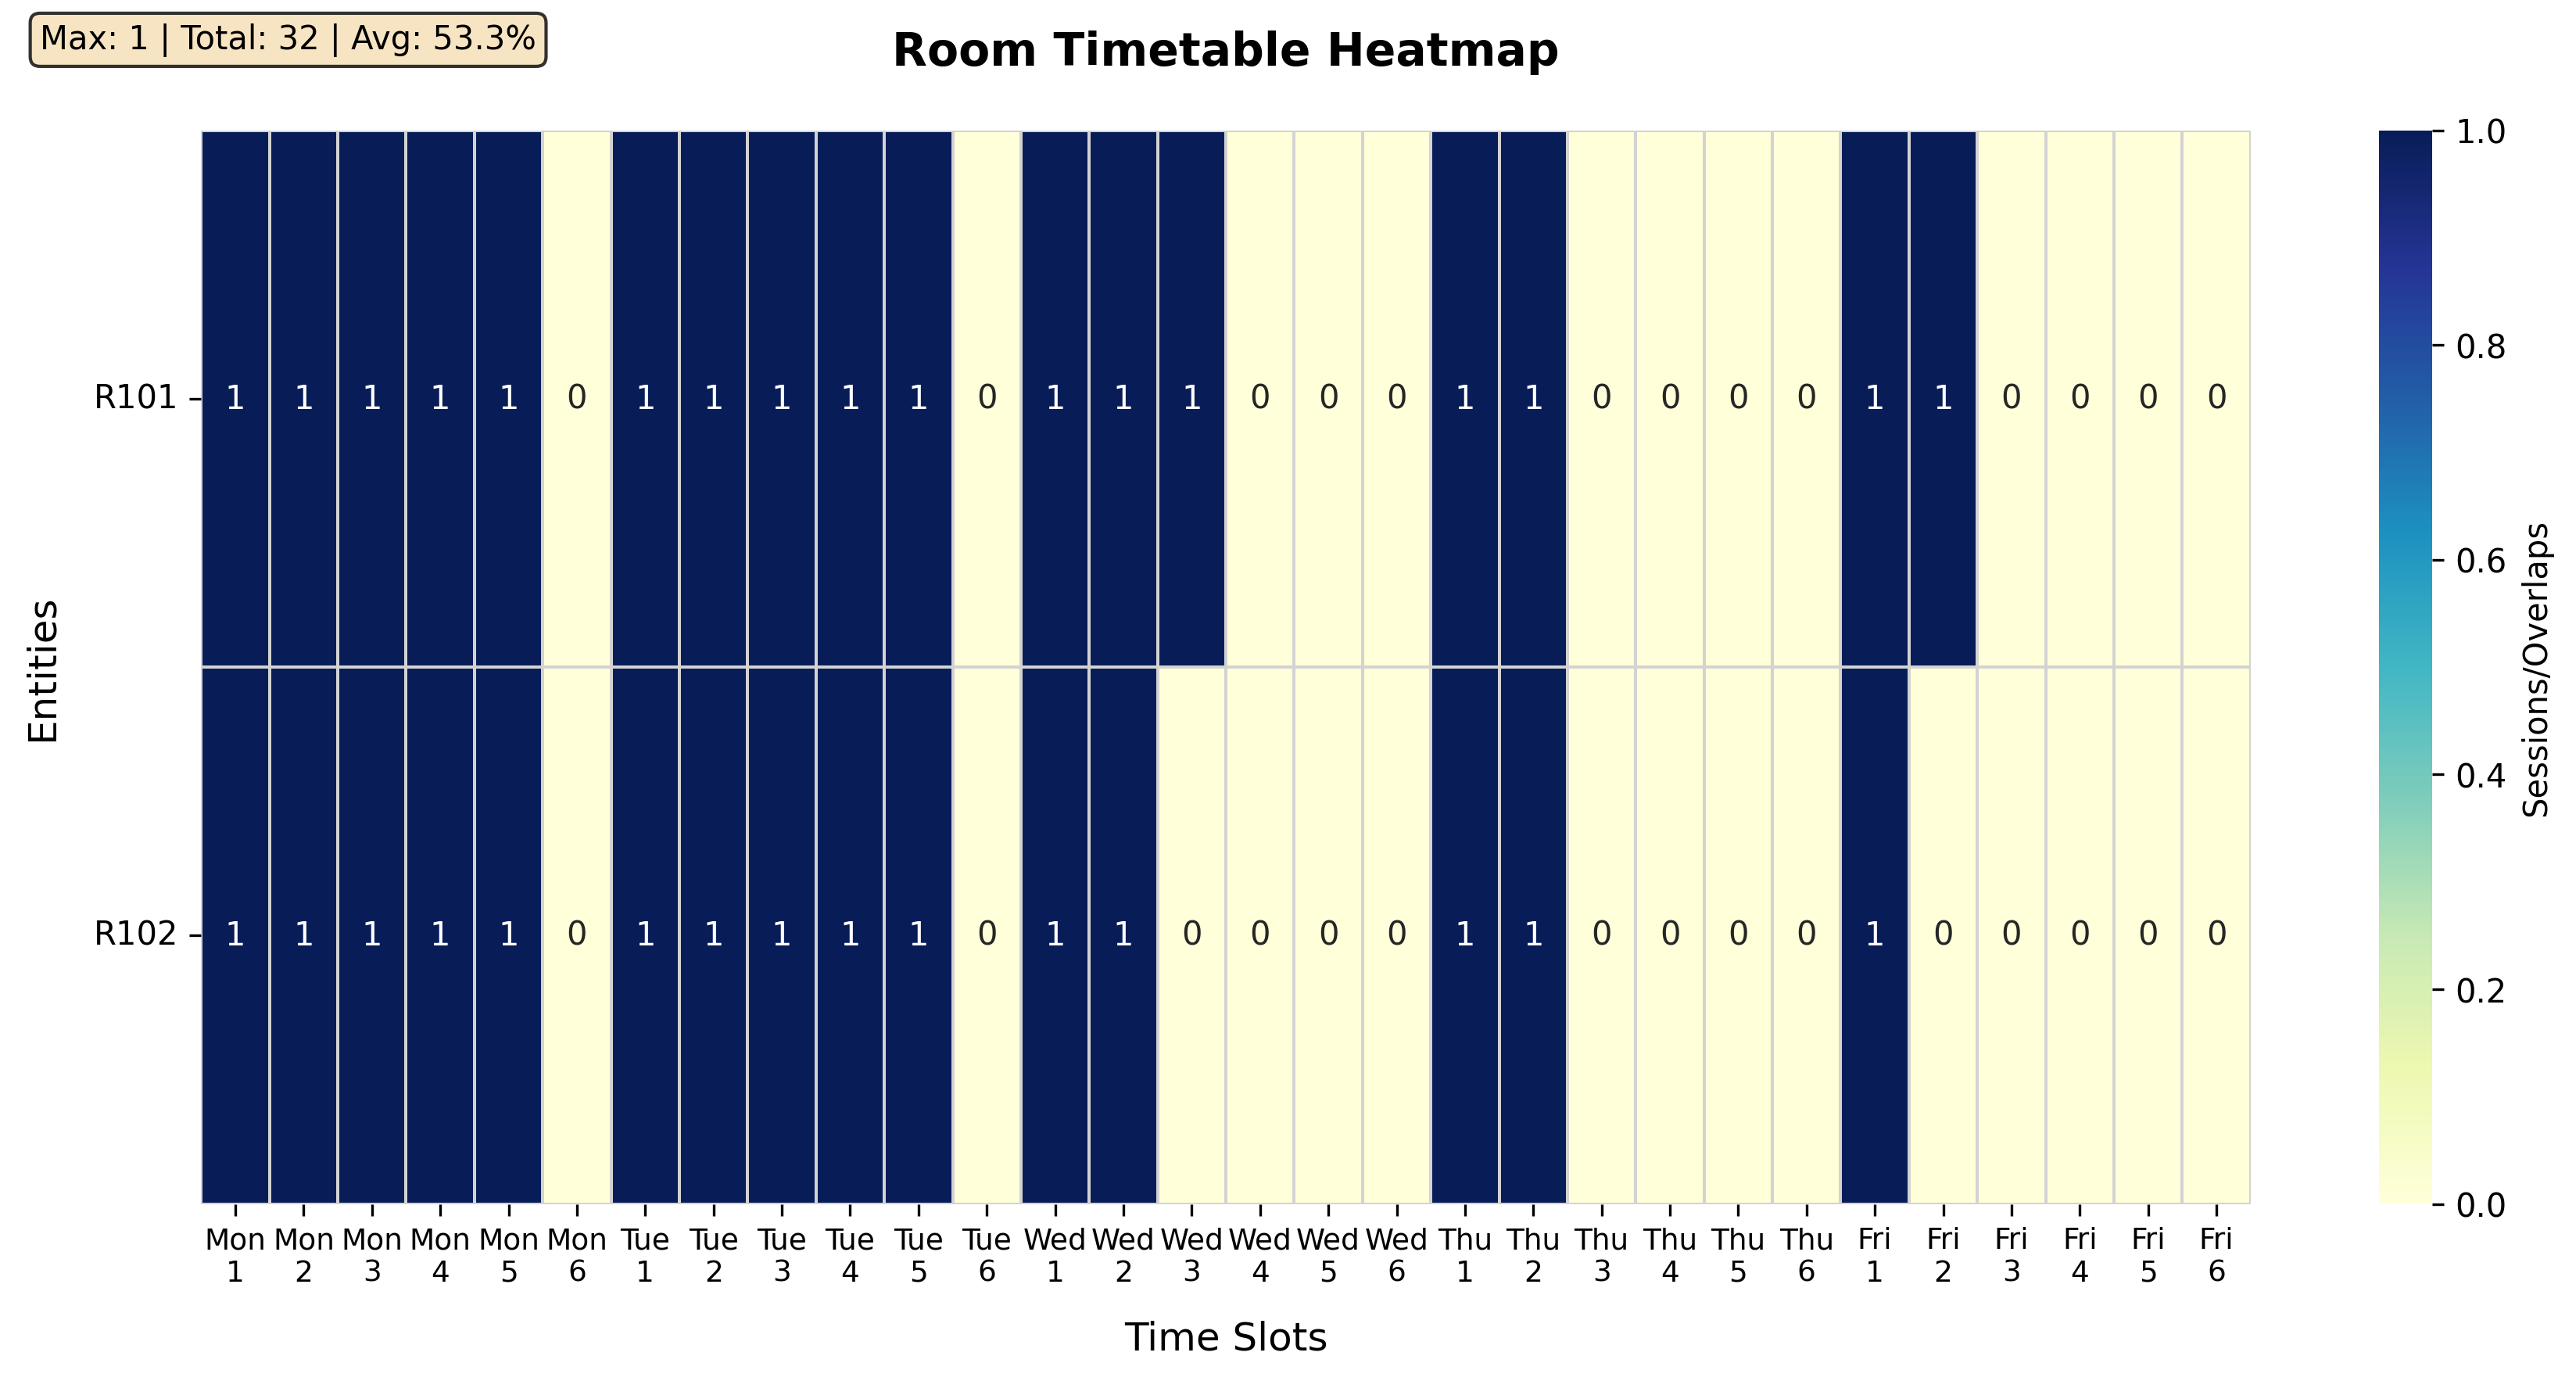 Max: 1 | Total: 32 | Avg: 53.3%
Room Timetable Heatmap
Entities
R101 1 1 1 1 1 0 1 1 1 1 1 0 1 1 1 0 0 0 1 1 0 0 0 0 1 1 0 0 0 0
R102 1 1 1 1 1 0 1 1 1 1 1 0 1 1 0 0 0 0 1 1 0 0 0 0 1 0 0 0 0 0
Mon Mon Mon Mon Mon Mon Tue Tue Tue Tue Tue Tue Wed Wed Wed Wed Wed Wed Thu Thu Thu Thu Thu Thu Fri Fri Fri Fri Fri Fri
1 2 3 4 5 6 1 2 3 4 5 6 1 2 3 4 5 6 1 2 3 4 5 6 1 2 3 4 5 6
Time Slots
1.0
0.8
0.6
0.4
0.2
0.0
Sessions/Overlaps